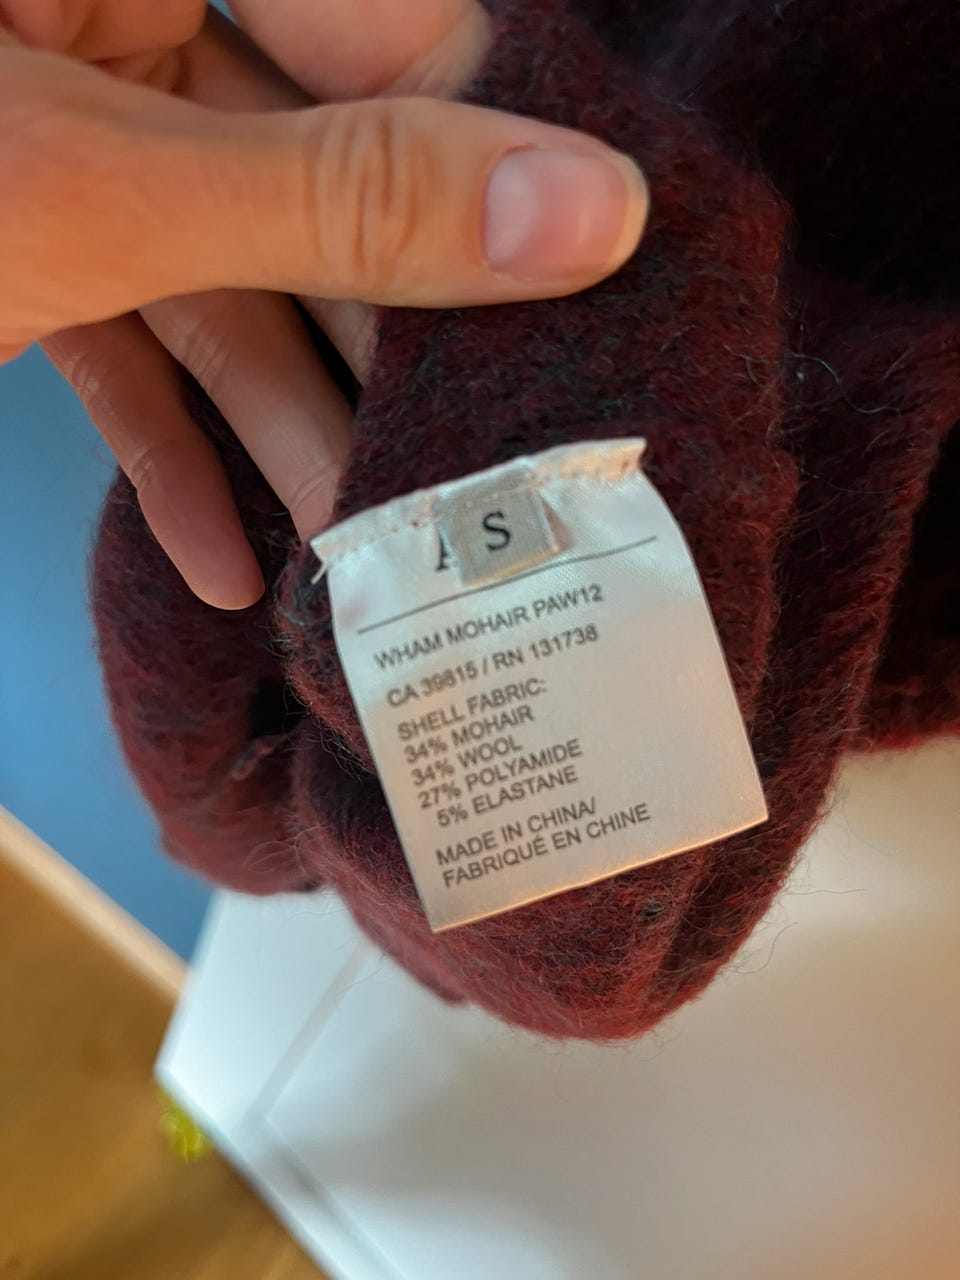 S
WHAM MOHAIR PAW12
CA 39815 / RN 131738
SHELL FABRIC:
34% MOHAIR
34% WOOL
27% POLYAMIDE
5% ELASTANE
MADE IN CHINA/
FABRIQUÉ EN CHINE